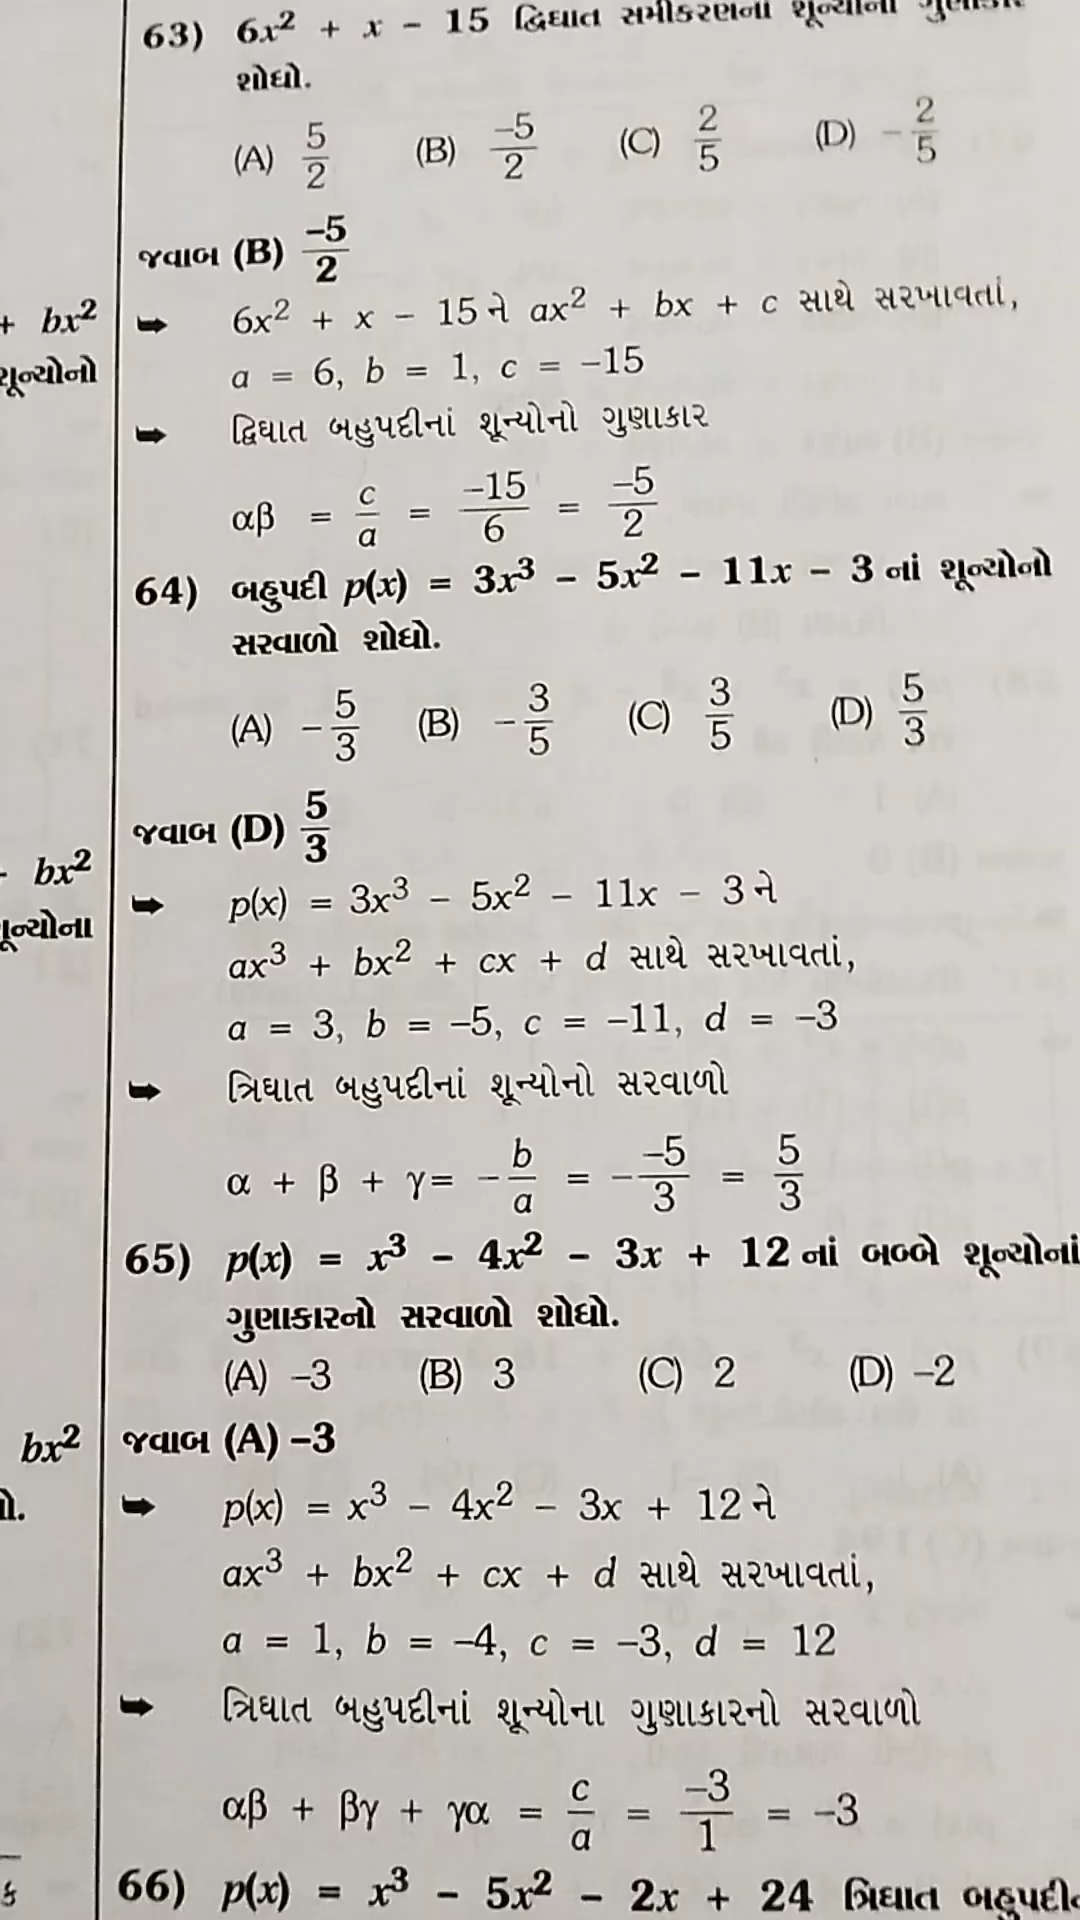 + bx²
શૂન્યોનો
- bx²
શૂન્યોના
bx²
ો.
ક
63) 6x² + x − 15 દ્વિઘાત સમીકરણના શૂન્યોનો ગુણાકાર
શોધો.
(A) 5/2 (B) −5/2 (C) 2/5 (D) −2/5
જવાબ (B) −5/2
➥ 6x² + x − 15 ને ax² + bx + c સાથે સરખાવતાં,
a = 6, b = 1, c = −15
➥ દ્વિઘાત બહુપદીનાં શૂન્યોનો ગુણાકાર
αβ = c/a = −15/6 = −5/2
64) બહુપદી p(x) = 3x³ − 5x² − 11x − 3 નાં શૂન્યોનો
સરવાળો શોધો.
(A) −5/3 (B) −3/5 (C) 3/5 (D) 5/3
જવાબ (D) 5/3
➥ p(x) = 3x³ − 5x² − 11x − 3 ને
ax³ + bx² + cx + d સાથે સરખાવતાં,
a = 3, b = −5, c = −11, d = −3
➥ ત્રિઘાત બહુપદીનાં શૂન્યોનો સરવાળો
α + β + γ = −b/a = −−5/3 = 5/3
65) p(x) = x³ − 4x² − 3x + 12 નાં બબ્બે શૂન્યોનાં
ગુણાકારનો સરવાળો શોધો.
(A) −3 (B) 3 (C) 2 (D) −2
જવાબ (A) −3
➥ p(x) = x³ − 4x² − 3x + 12 ને
ax³ + bx² + cx + d સાથે સરખાવતાં,
a = 1, b = −4, c = −3, d = 12
➥ ત્રિઘાત બહુપદીનાં શૂન્યોના ગુણાકારનો સરવાળો
αβ + βγ + γα = c/a = −3/1 = −3
66) p(x) = x³ − 5x² − 2x + 24 ત્રિઘાત